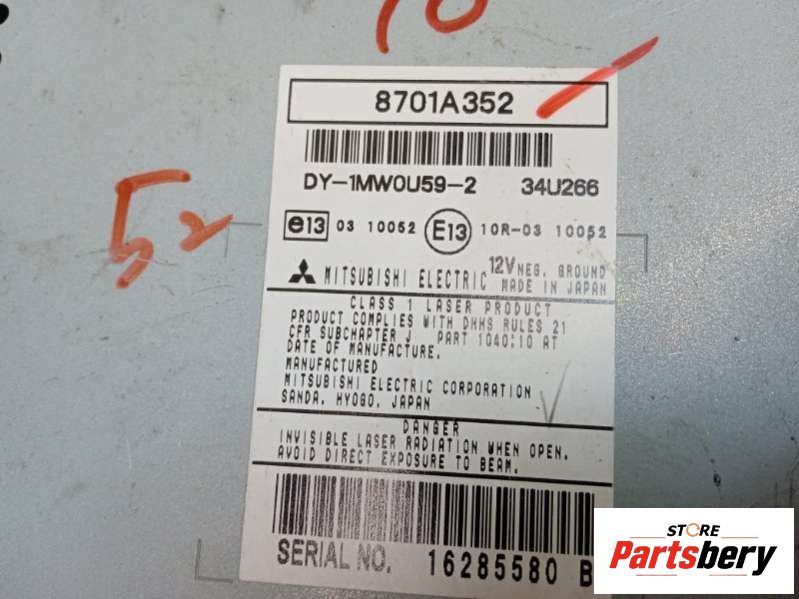 70
8701A352
DY-1MW0U59-2 34U266
52
e13 03 10052 E13 10R-03 10052
MITSUBISHI ELECTRIC 12V NEG. GROUND
MADE IN JAPAN
CLASS 1 LASER PRODUCT
PRODUCT COMPLIES WITH DHHS RULES 21
CFR SUBCHAPTER J PART 1040:10 AT
DATE OF MANUFACTURE.
MANUFACTURED
MITSUBISHI ELECTRIC CORPORATION
SANDA, HYOGO, JAPAN
DANGER
INVISIBLE LASER RADIATION WHEN OPEN.
AVOID DIRECT EXPOSURE TO BEAM.
SERIAL NO. 16285580 B
STORE
Partsbery